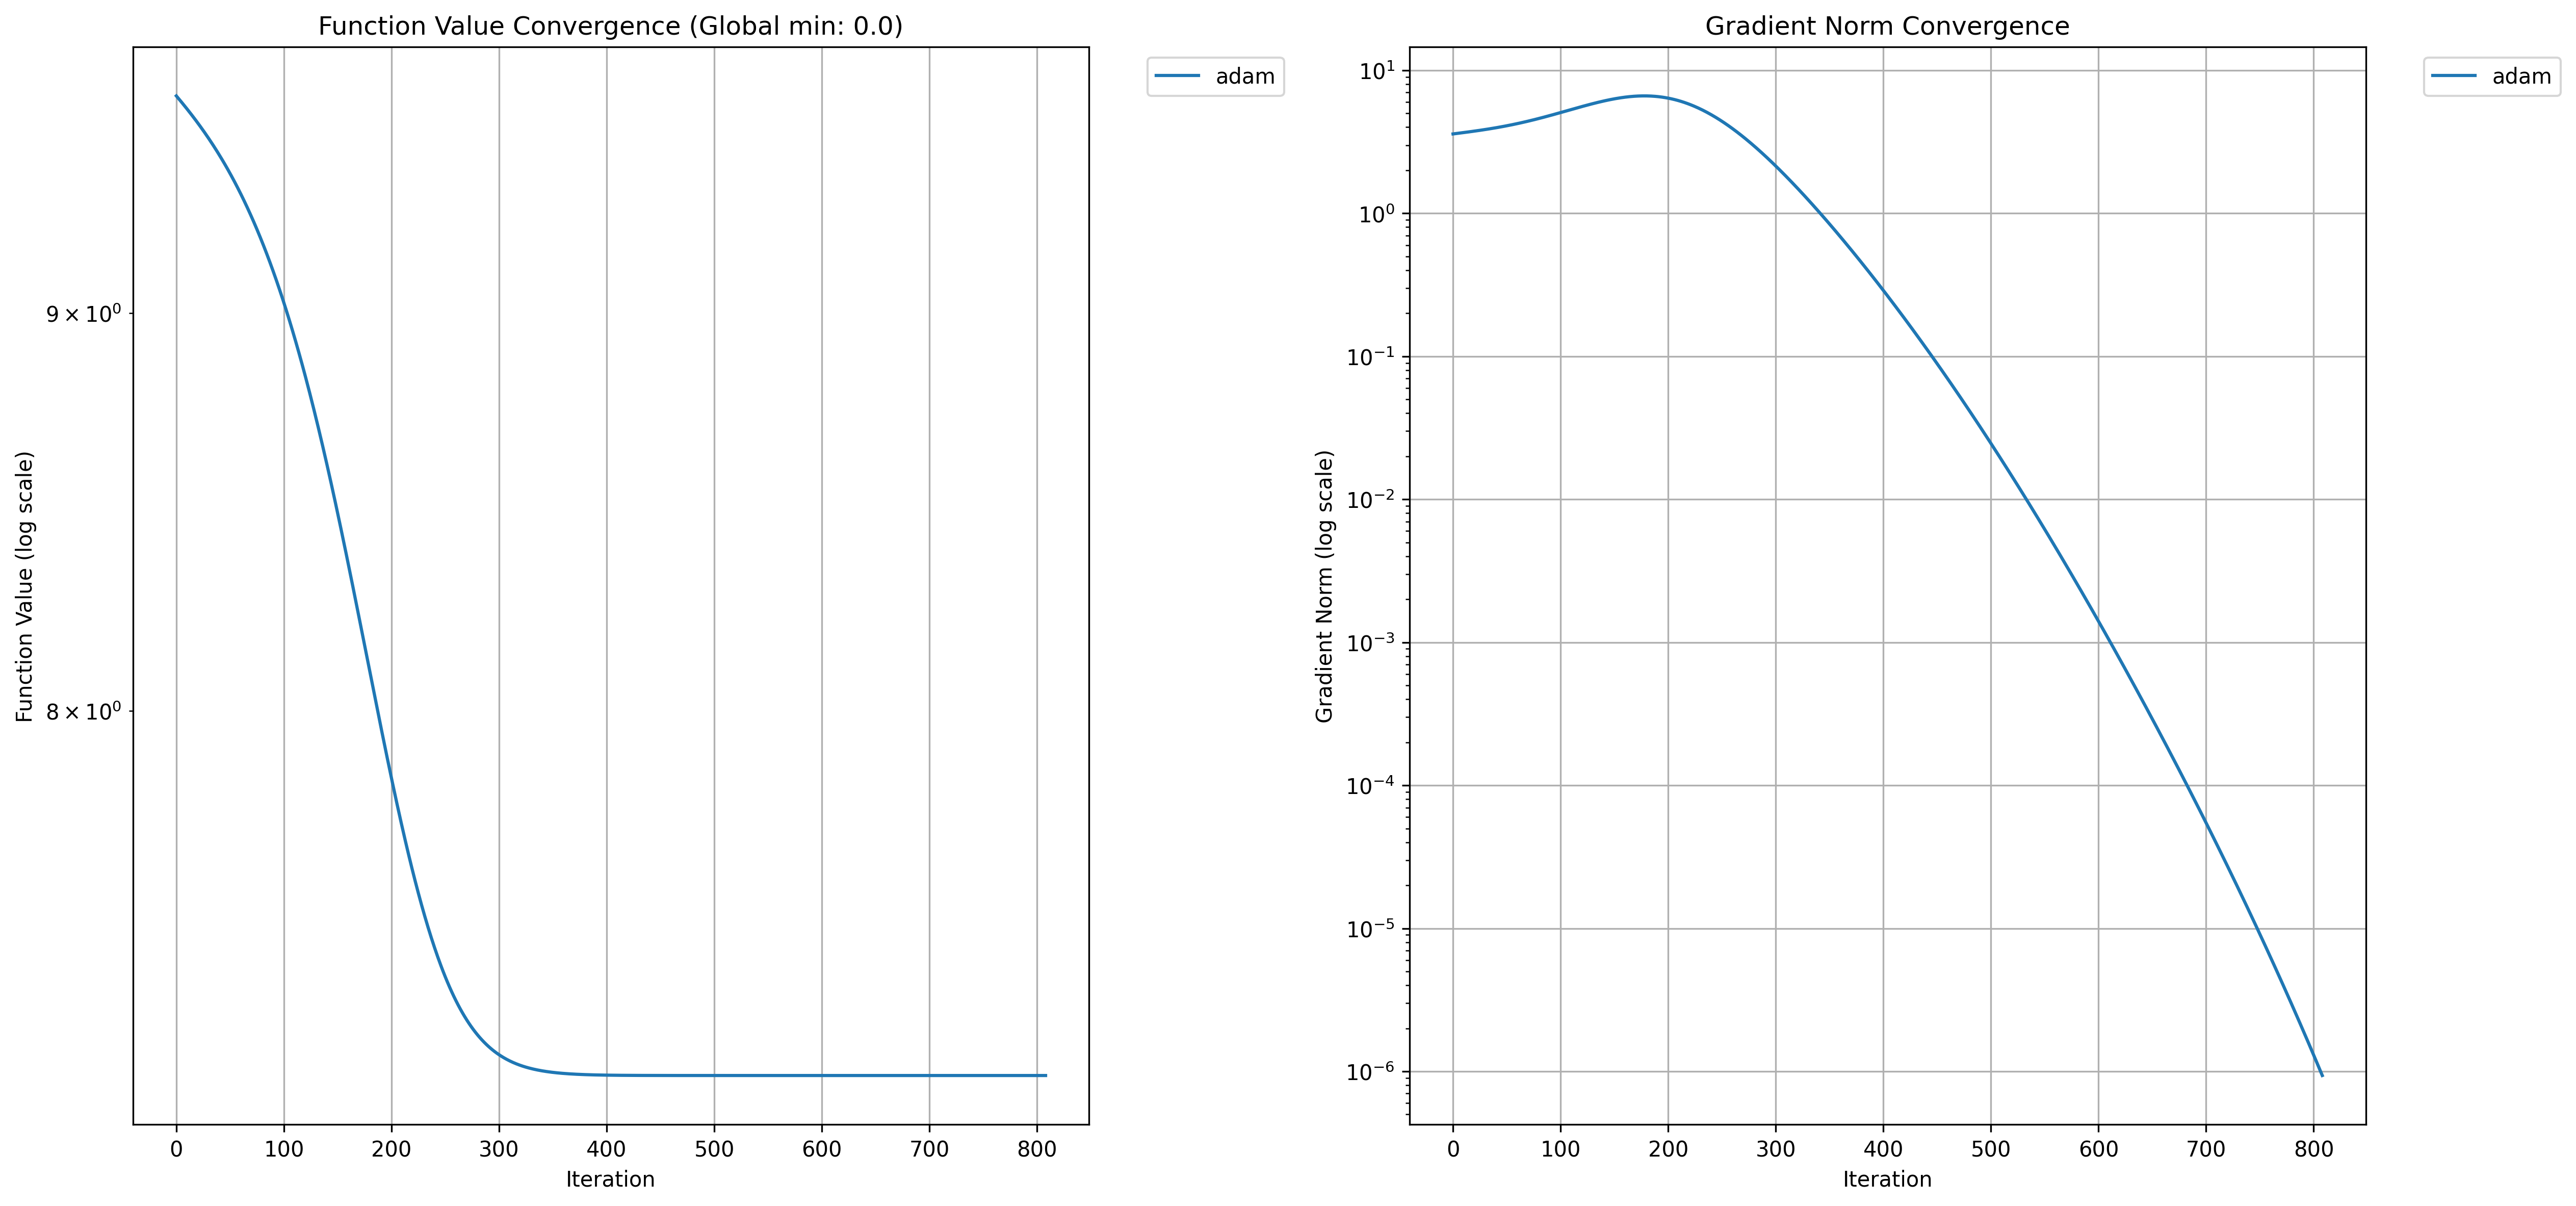 Function Value Convergence (Global min: 0.0)
adam
Function Value (log scale)
9 × 10⁰
8 × 10⁰
0 100 200 300 400 500 600 700 800
Iteration
Gradient Norm Convergence
adam
Gradient Norm (log scale)
10¹
10⁰
10⁻¹
10⁻²
10⁻³
10⁻⁴
10⁻⁵
10⁻⁶
0 100 200 300 400 500 600 700 800
Iteration